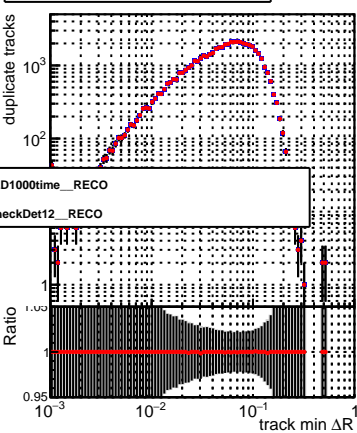 duplicate tracks
10³
10²
D1000time__RECO
neckDet12__RECO
1
Ratio
1.05
1
0.95
10⁻³
10⁻²
10⁻¹
1
track min ΔR